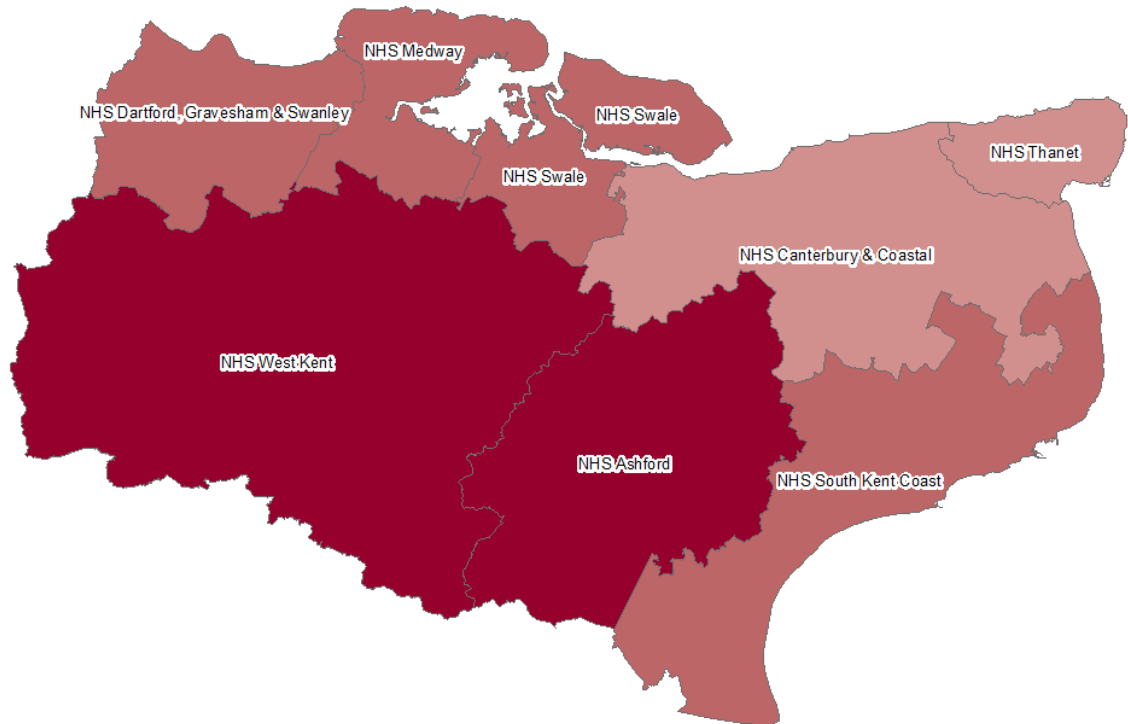 NHS Medway
NHS Dartford, Gravesham & Swanley
NHS Swale
NHS Thanet
NHS Swale
NHS Canterbury & Coastal
NHS West Kent
NHS Ashford
NHS South Kent Coast